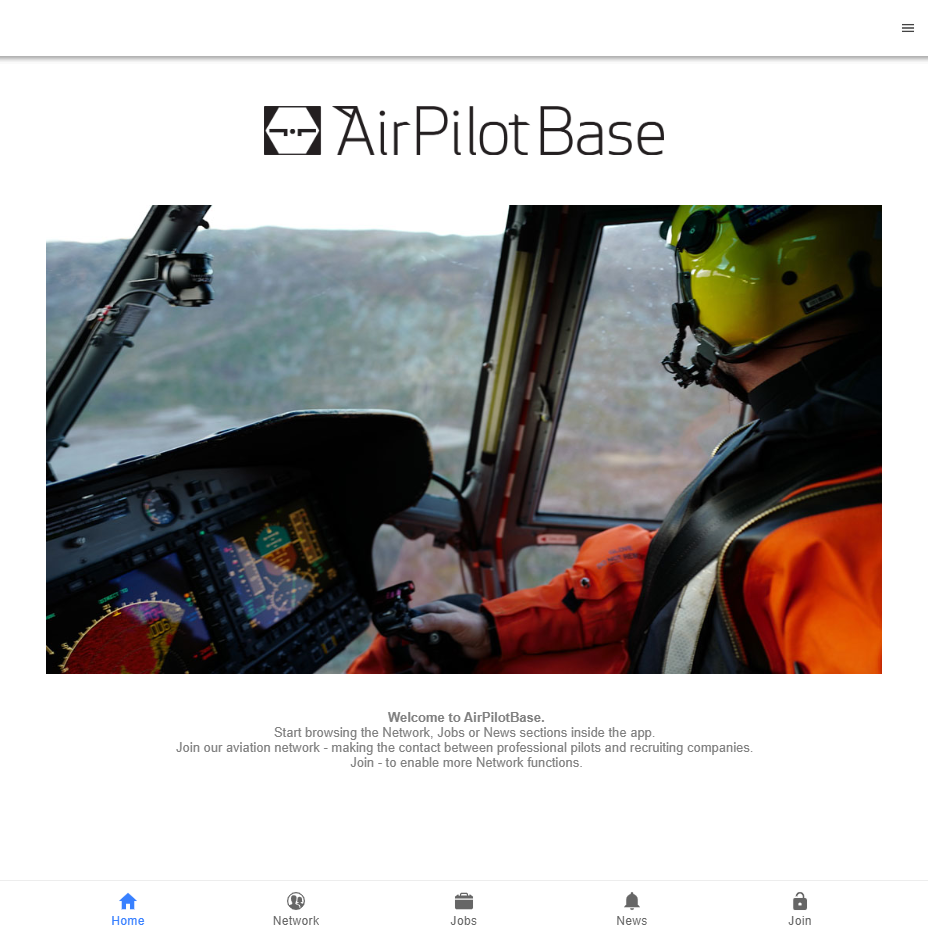 AirPilotBase
Welcome to AirPilotBase.
Start browsing the Network, Jobs or News sections inside the app.
Join our aviation network - making the contact between professional pilots and recruiting companies.
Join - to enable more Network functions.
Home
Network
Jobs
News
Join